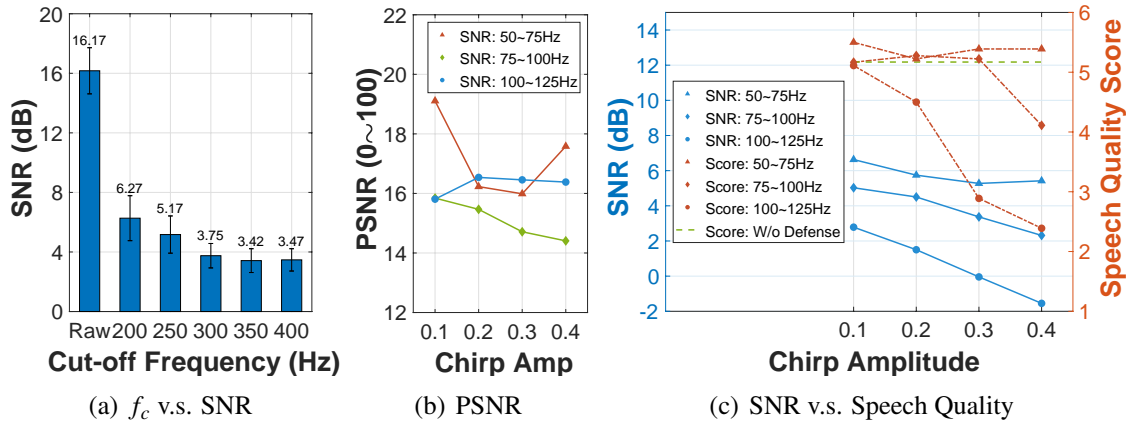 20
16
12
8
4
0
SNR (dB)
16.17
6.27
5.17
3.75
3.42
3.47
Raw 200 250 300 350 400
Cut-off Frequency (Hz)
(a) f_c v.s. SNR
22
20
18
16
14
12
PSNR (0~100)
SNR: 50~75Hz
SNR: 75~100Hz
SNR: 100~125Hz
0.1 0.2 0.3 0.4
Chirp Amp
(b) PSNR
14
12
10
8
6
4
2
0
-2
SNR (dB)
SNR: 50~75Hz
SNR: 75~100Hz
SNR: 100~125Hz
Score: 50~75Hz
Score: 75~100Hz
Score: 100~125Hz
Score: W/o Defense
6
5
4
3
2
1
Speech Quality Score
0.1 0.2 0.3 0.4
Chirp Amplitude
(c) SNR v.s. Speech Quality